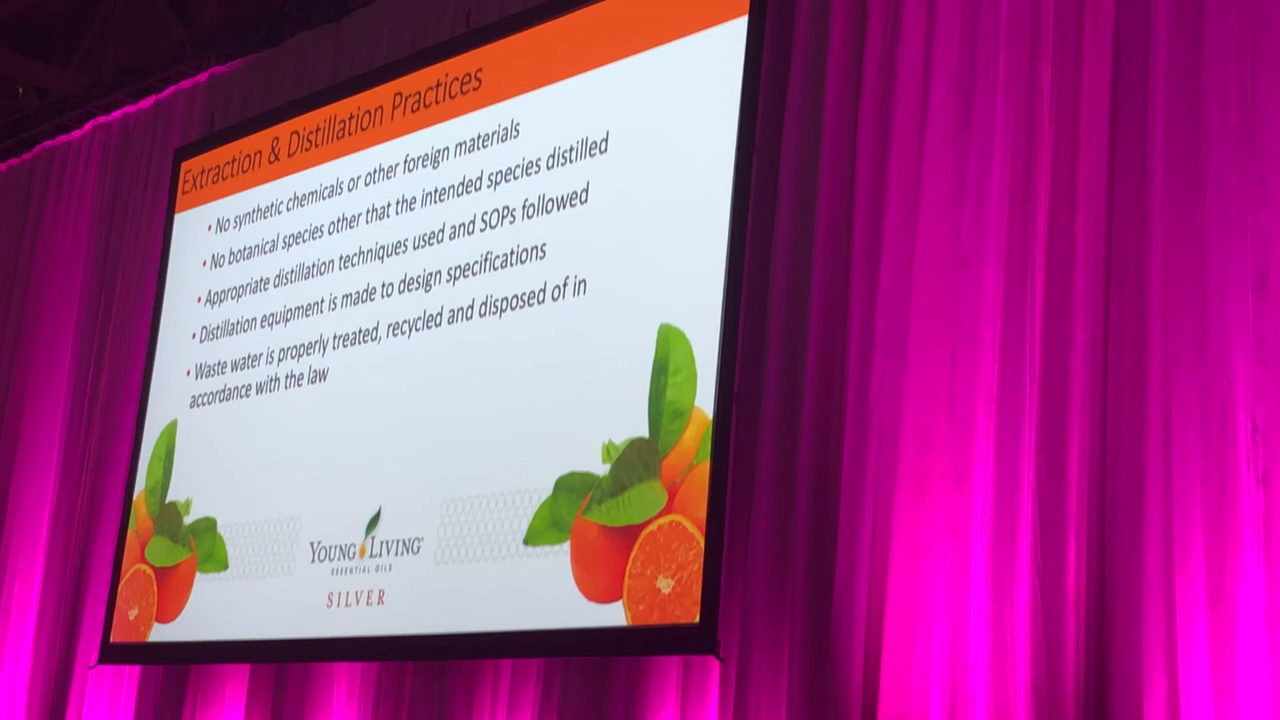 Extraction & Distillation Practices
• No synthetic chemicals or other foreign materials
• No botanical species other that the intended species distilled
• Appropriate distillation techniques used and SOPs followed
• Distillation equipment is made to design specifications
• Waste water is properly treated, recycled and disposed of in
accordance with the law
YOUNG LIVING®
ESSENTIAL OILS
SILVER